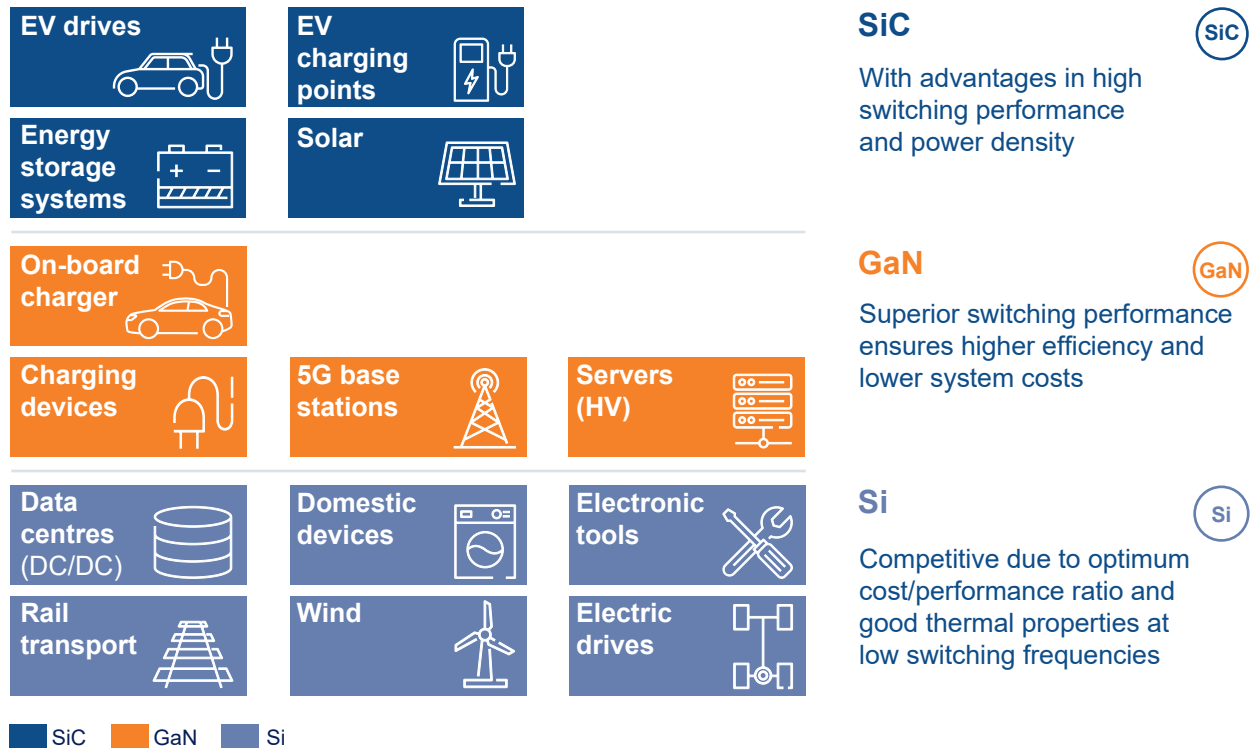 EV drives
EV
charging
points
Energy
storage
systems
+ −
Solar
SiC
SiC
With advantages in high
switching performance
and power density
On-board
charger
Charging
devices
5G base
stations
Servers
(HV)
GaN
GaN
Superior switching performance
ensures higher efficiency and
lower system costs
Data
centres
(DC/DC)
Domestic
devices
Electronic
tools
Rail
transport
Wind
Electric
drives
Si
Si
Competitive due to optimum
cost/performance ratio and
good thermal properties at
low switching frequencies
SiC GaN Si